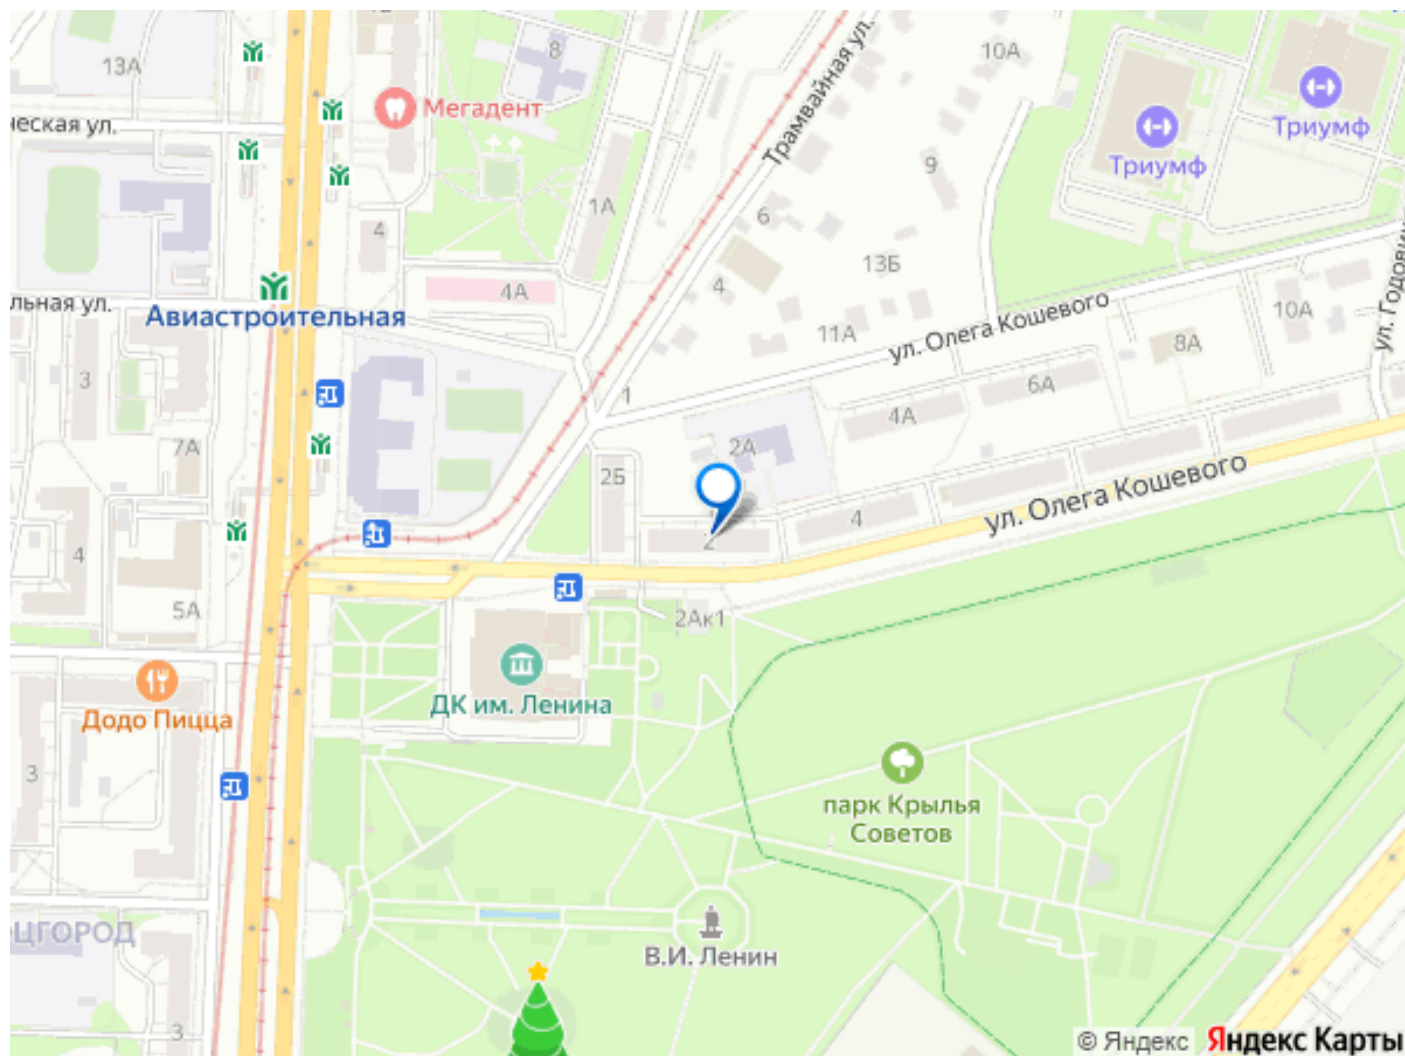 13А
8
10А
Мегадент
Трамвайная ул.
Триумф
Триумф
ческая ул.
9
1А
6
4
13Б
4
4А
льная ул.
Авиастроительная
11А
ул. Олега Кошевого
10А
ул. Годовик
8А
3
1
6А
4А
2А
7А
2Б
ул. Олега Кошевого
4
2
4
5А
2Ак1
Додо Пицца
ДК им. Ленина
3
парк Крылья
Советов
ЦГОРОД
В.И. Ленин
3
© Яндекс Яндекс Карты